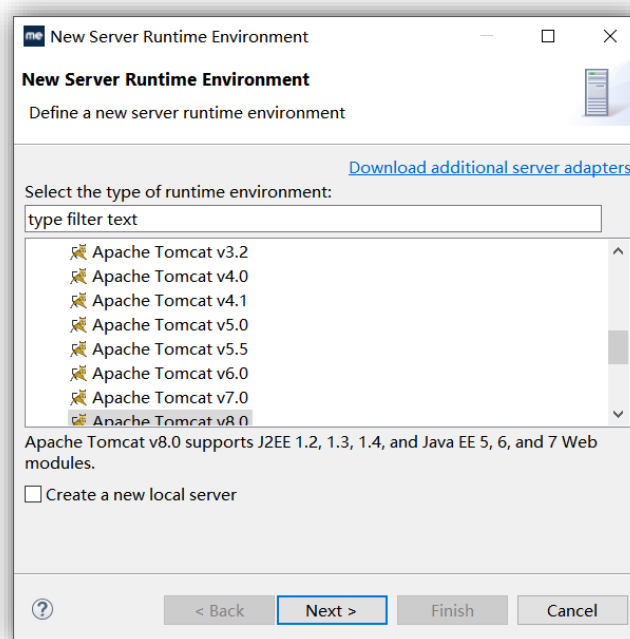 me New Server Runtime Environment
New Server Runtime Environment
Define a new server runtime environment
Download additional server adapters
Select the type of runtime environment:
type filter text
Apache Tomcat v3.2
Apache Tomcat v4.0
Apache Tomcat v4.1
Apache Tomcat v5.0
Apache Tomcat v5.5
Apache Tomcat v6.0
Apache Tomcat v7.0
Apache Tomcat v8.0
Apache Tomcat v8.0 supports J2EE 1.2, 1.3, 1.4, and Java EE 5, 6, and 7 Web
modules.
Create a new local server
? < Back Next > Finish Cancel